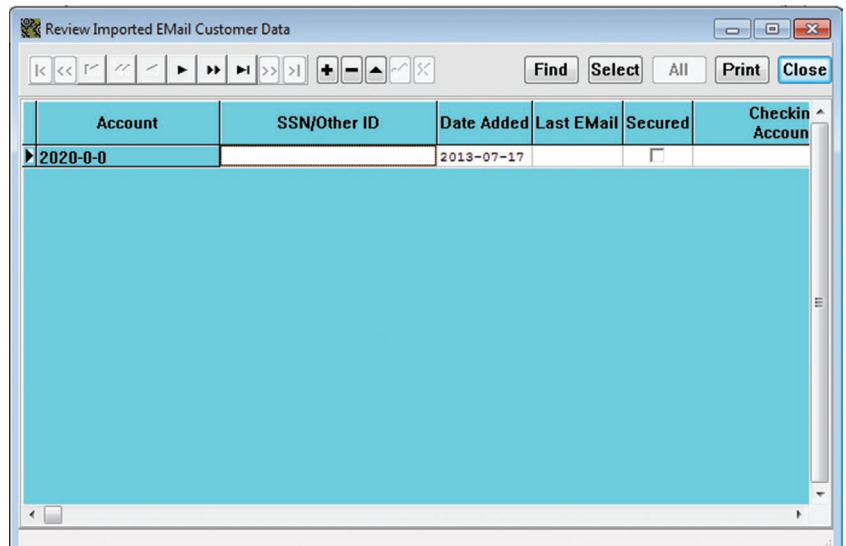 Review Imported EMail Customer Data
Find Select All Print Close
Account SSN/Other ID Date Added Last EMail Secured Checkin
Accoun
2020-0-0 2013-07-17